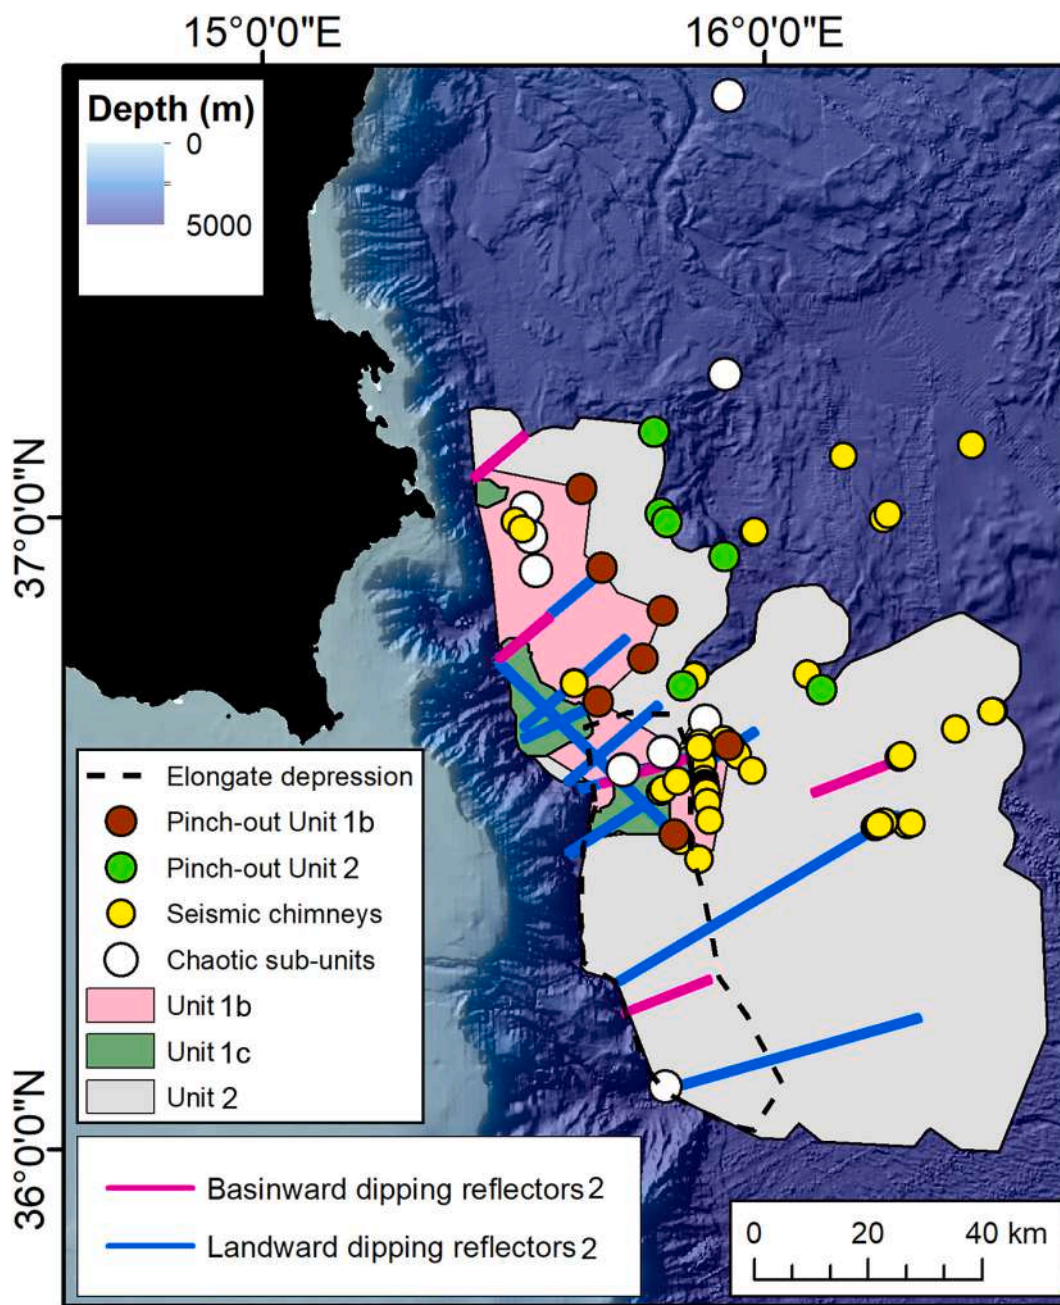 15°0'0"E
16°0'0"E
Depth (m)
0
5000
37°0'0"N
36°0'0"N
Elongate depression
Pinch-out Unit 1b
Pinch-out Unit 2
Seismic chimneys
Chaotic sub-units
Unit 1b
Unit 1c
Unit 2
Basinward dipping reflectors 2
Landward dipping reflectors 2
0 20 40 km